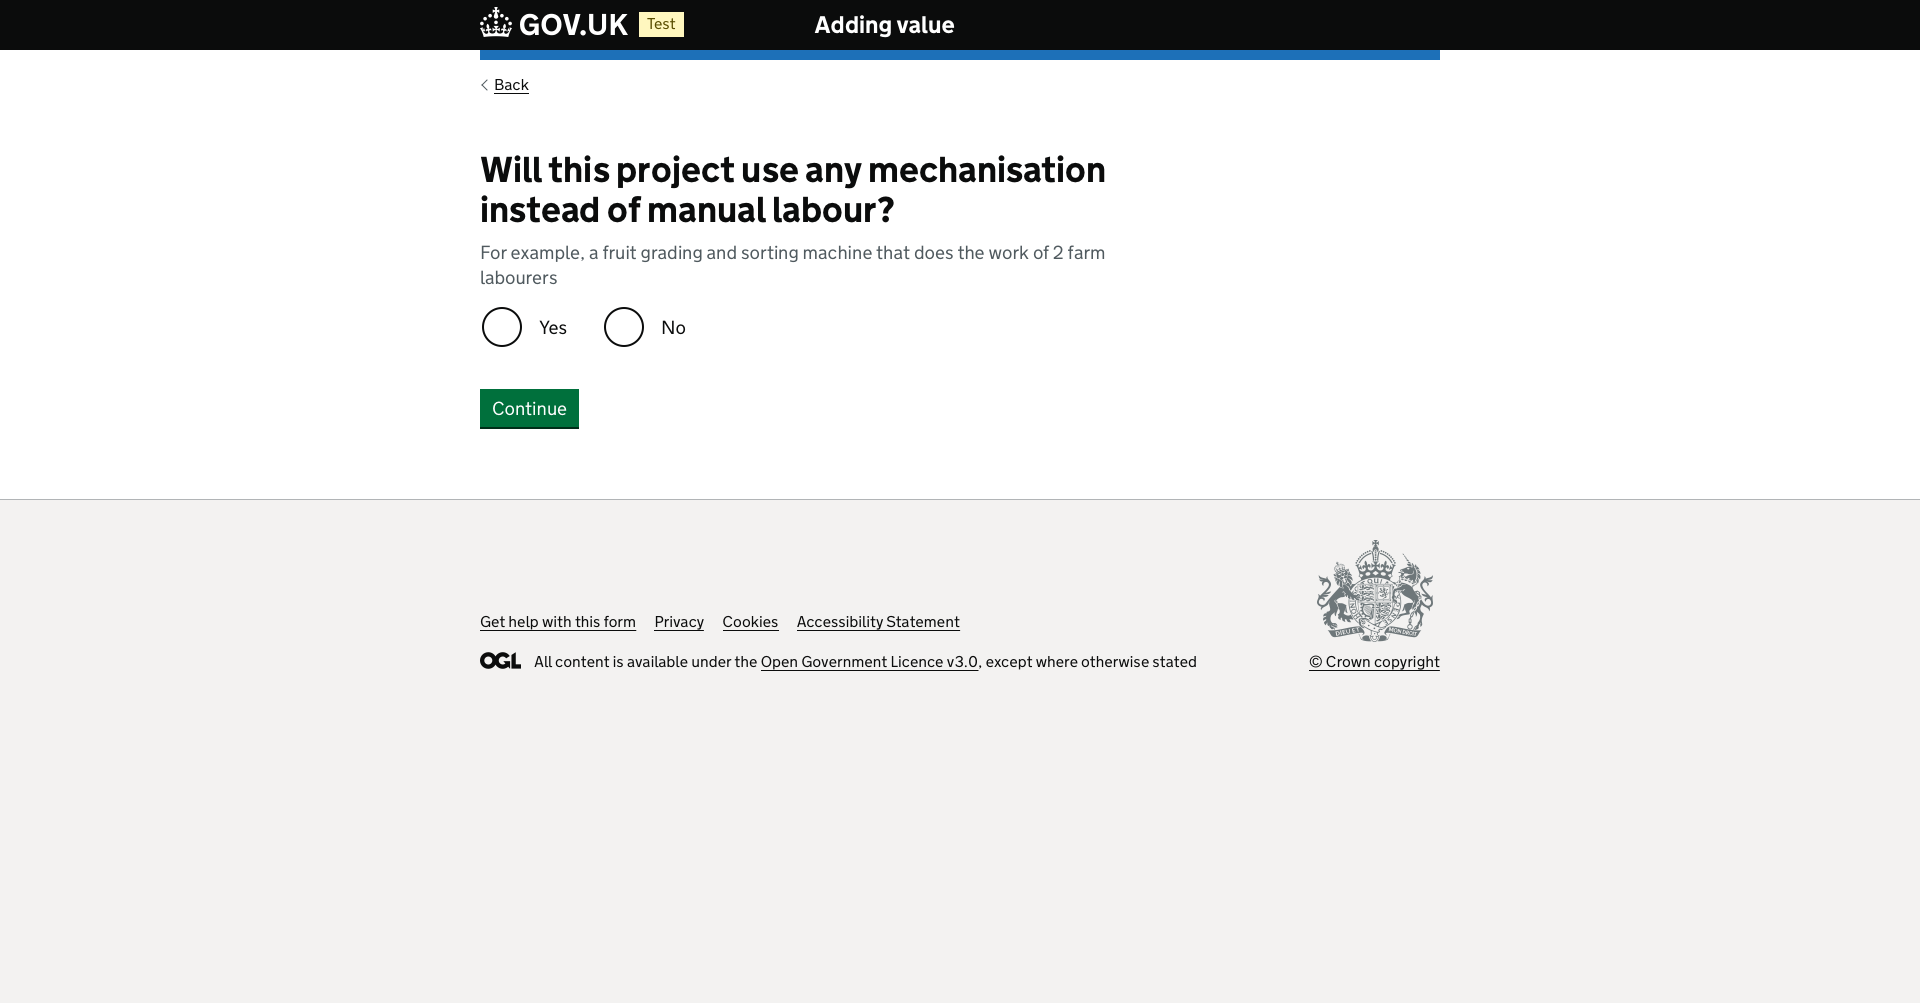 GOV.UK Test Adding value
Back
Will this project use any mechanisation
instead of manual labour?
For example, a fruit grading and sorting machine that does the work of 2 farm
labourers
Yes No
Continue
Get help with this form Privacy Cookies Accessibility Statement
OGL All content is available under the Open Government Licence v3.0, except where otherwise stated
© Crown copyright